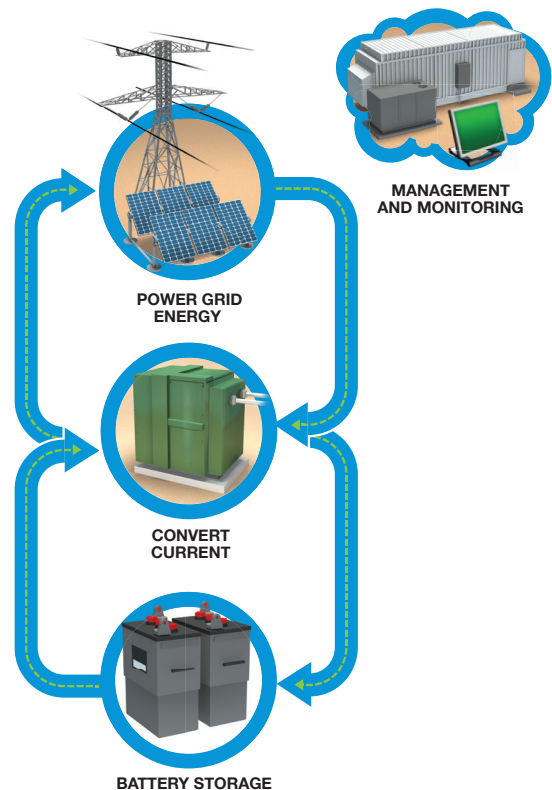 MANAGEMENT
AND MONITORING
POWER GRID
ENERGY
CONVERT
CURRENT
BATTERY STORAGE